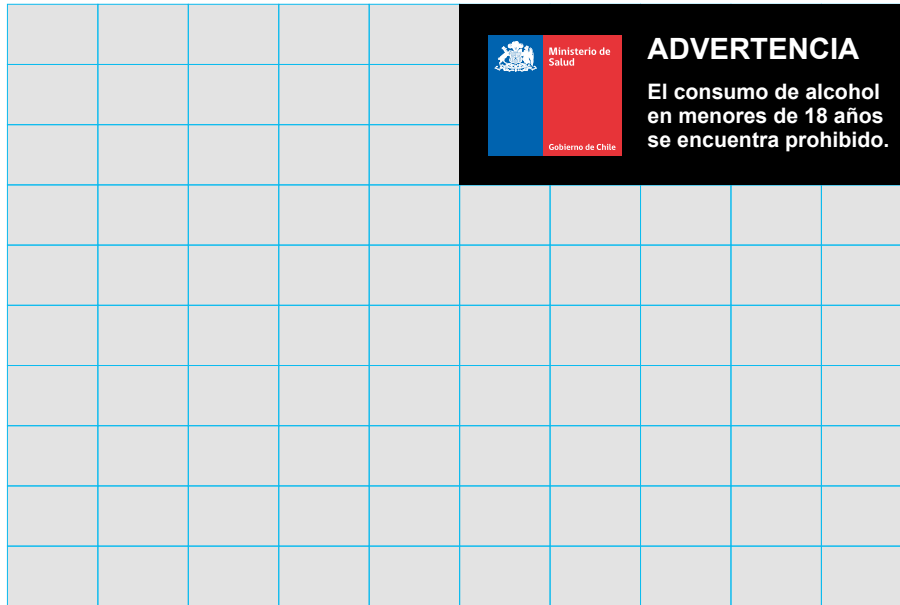 Ministerio de
Salud
Gobierno de Chile
ADVERTENCIA
El consumo de alcohol
en menores de 18 años
se encuentra prohibido.